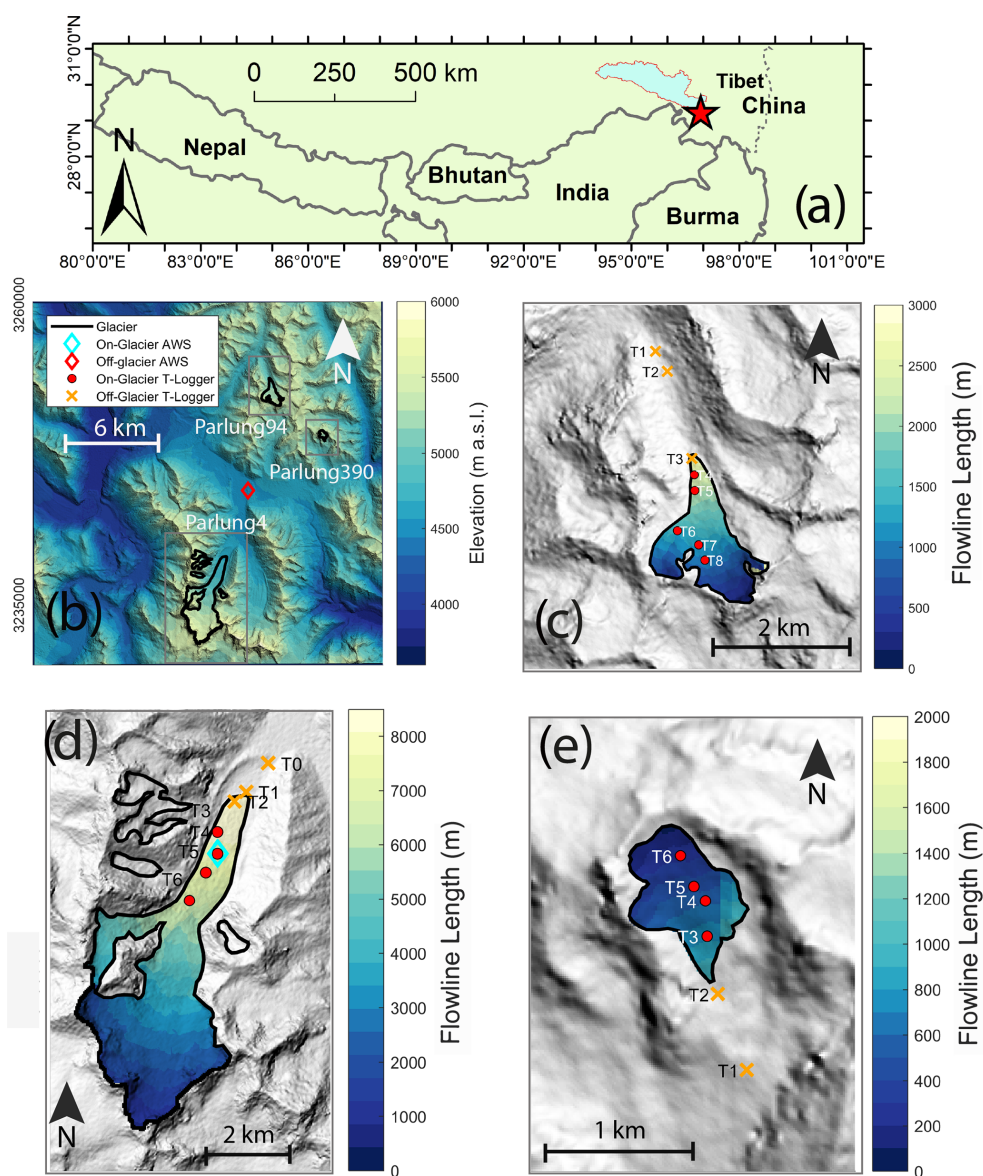 31°0'0"N
28°0'0"N
0 250 500 km
Tibet
China
N
Nepal
Bhutan
India
Burma
(a)
80°0'0"E 83°0'0"E 86°0'0"E 89°0'0"E 92°0'0"E 95°0'0"E 98°0'0"E 101°0'0"E
3260000
3235000
Glacier
On-Glacier AWS
Off-glacier AWS
On-Glacier T-Logger
Off-Glacier T-Logger
N
6 km
Parlung94
Parlung390
Parlung4
(b)
6000
5500
5000
4500
4000
Elevation (m a.s.l.)
T1
T2
T3
T4
T5
T6
T7
T8
N
(c)
2 km
3000
2500
2000
1500
1000
500
0
Flowline Length (m)
(d)
T0
T1
T2
T3
T4
T5
T6
N
2 km
8000
7000
6000
5000
4000
3000
2000
1000
0
Flowline Length (m)
(e)
N
T6
T5
T4
T3
T2
T1
1 km
2000
1800
1600
1400
1200
1000
800
600
400
200
0
Flowline Length (m)